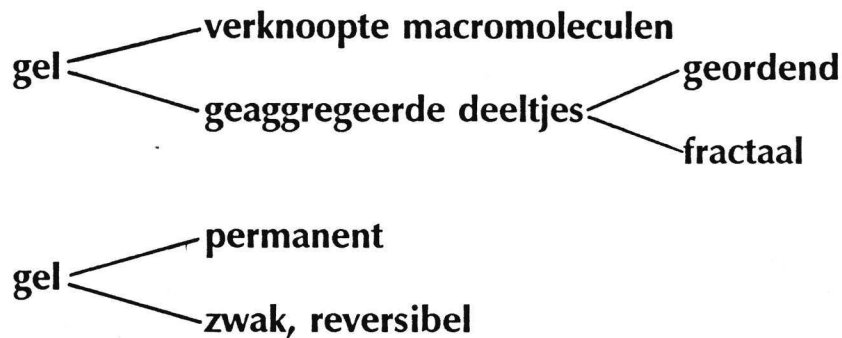 verknoopte macromoleculen
gel
geordend
geaggregeerde deeltjes
fractaal
permanent
gel
zwak, reversibel